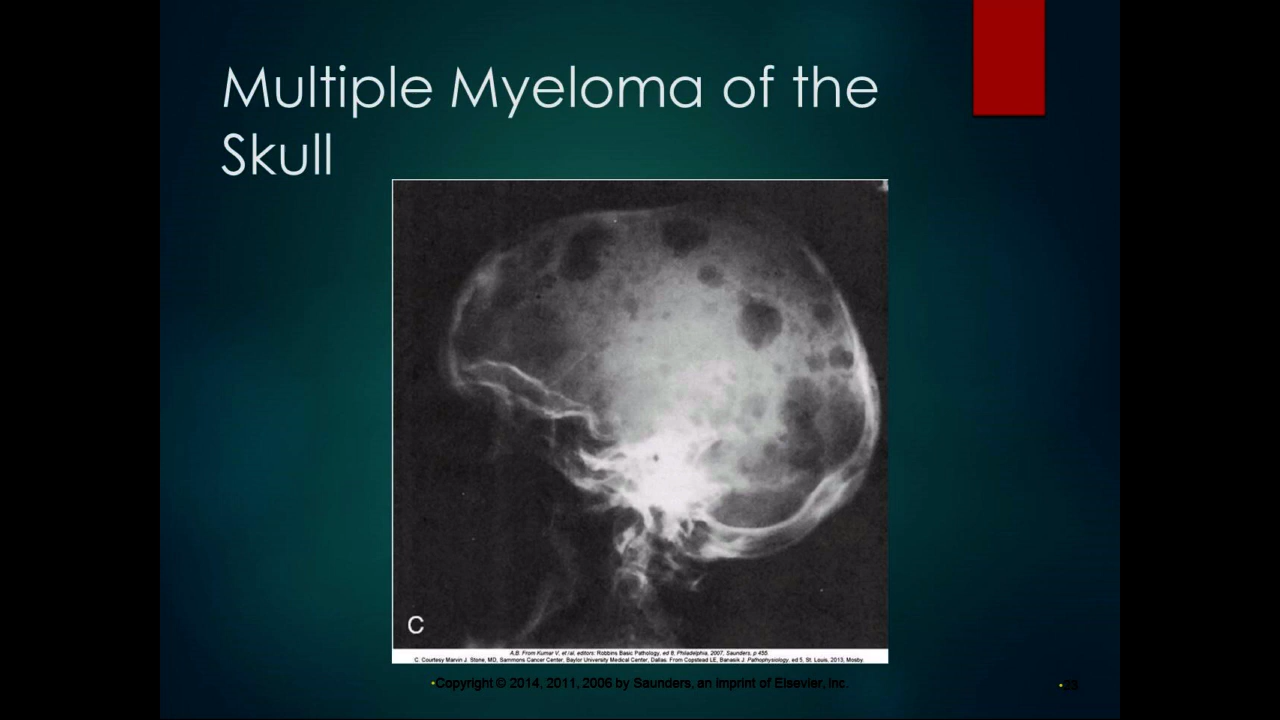 Multiple Myeloma of the
Skull
C
A,B. From Kumar V, et al, editors: Robbins Basic Pathology, ed 8, Philadelphia, 2007, Saunders, p 455.
C. Courtesy Marvin J. Stone, MD, Sammons Cancer Center, Baylor University Medical Center, Dallas. From Copstead LE, Banasik J: Pathophysiology, ed 5, St. Louis, 2013, Mosby.
•Copyright © 2014, 2011, 2006 by Saunders, an imprint of Elsevier, Inc.